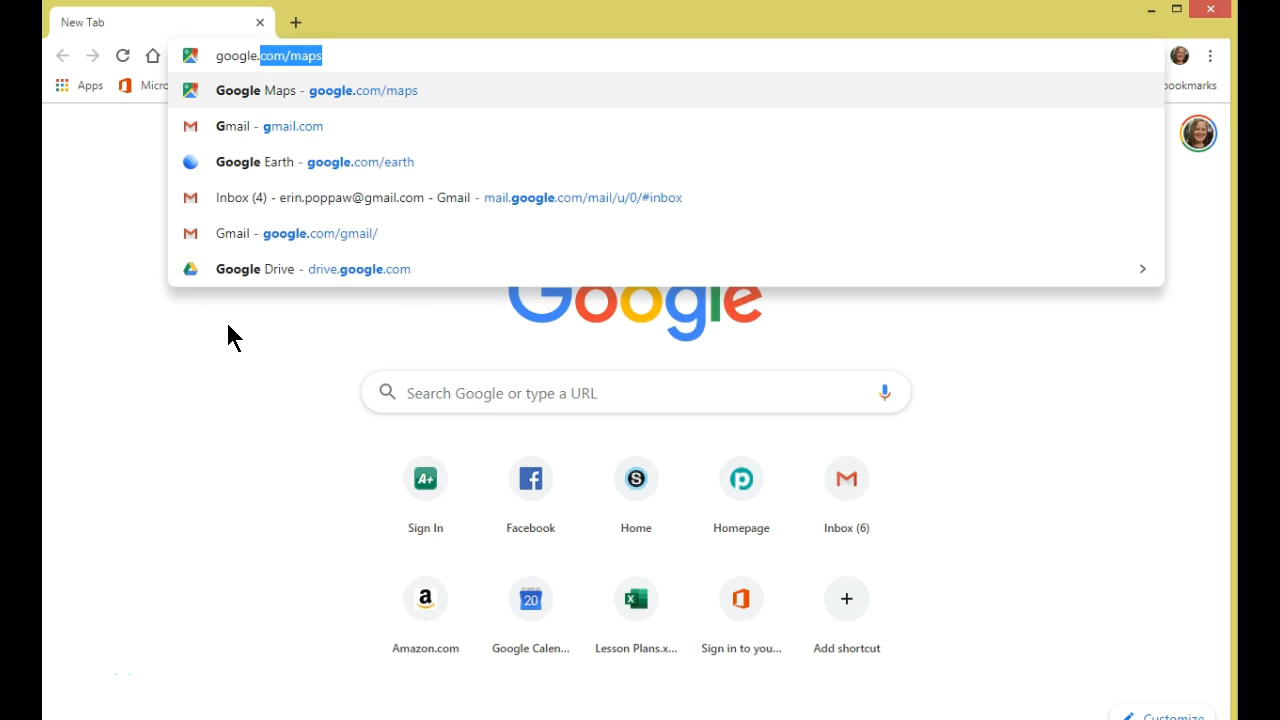 New Tab
google.com/maps
Apps
Micro
bookmarks
Google Maps - google.com/maps
Gmail - gmail.com
Google Earth - google.com/earth
Inbox (4) - erin.poppaw@gmail.com - Gmail - mail.google.com/mail/u/0/#inbox
Gmail - google.com/gmail/
Google Drive - drive.google.com
Google
Search Google or type a URL
A+
20
Sign In
Facebook
Home
Homepage
Inbox (6)
Amazon.com
Google Calen...
Lesson Plans.x...
Sign in to you...
Add shortcut
Customize